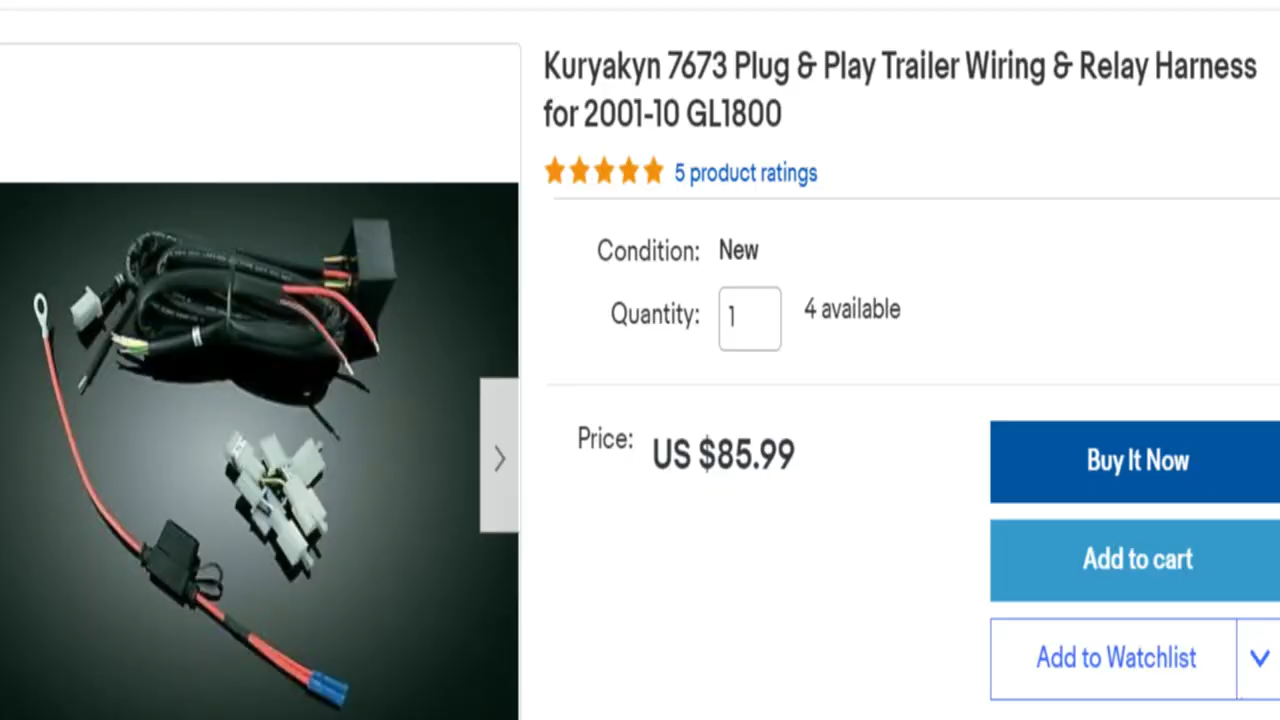 Kuryakyn 7673 Plug & Play Trailer Wiring & Relay Harness
for 2001-10 GL1800
5 product ratings
Condition: New
Quantity: 1 4 available
Price: US $85.99
Buy It Now
Add to cart
Add to Watchlist